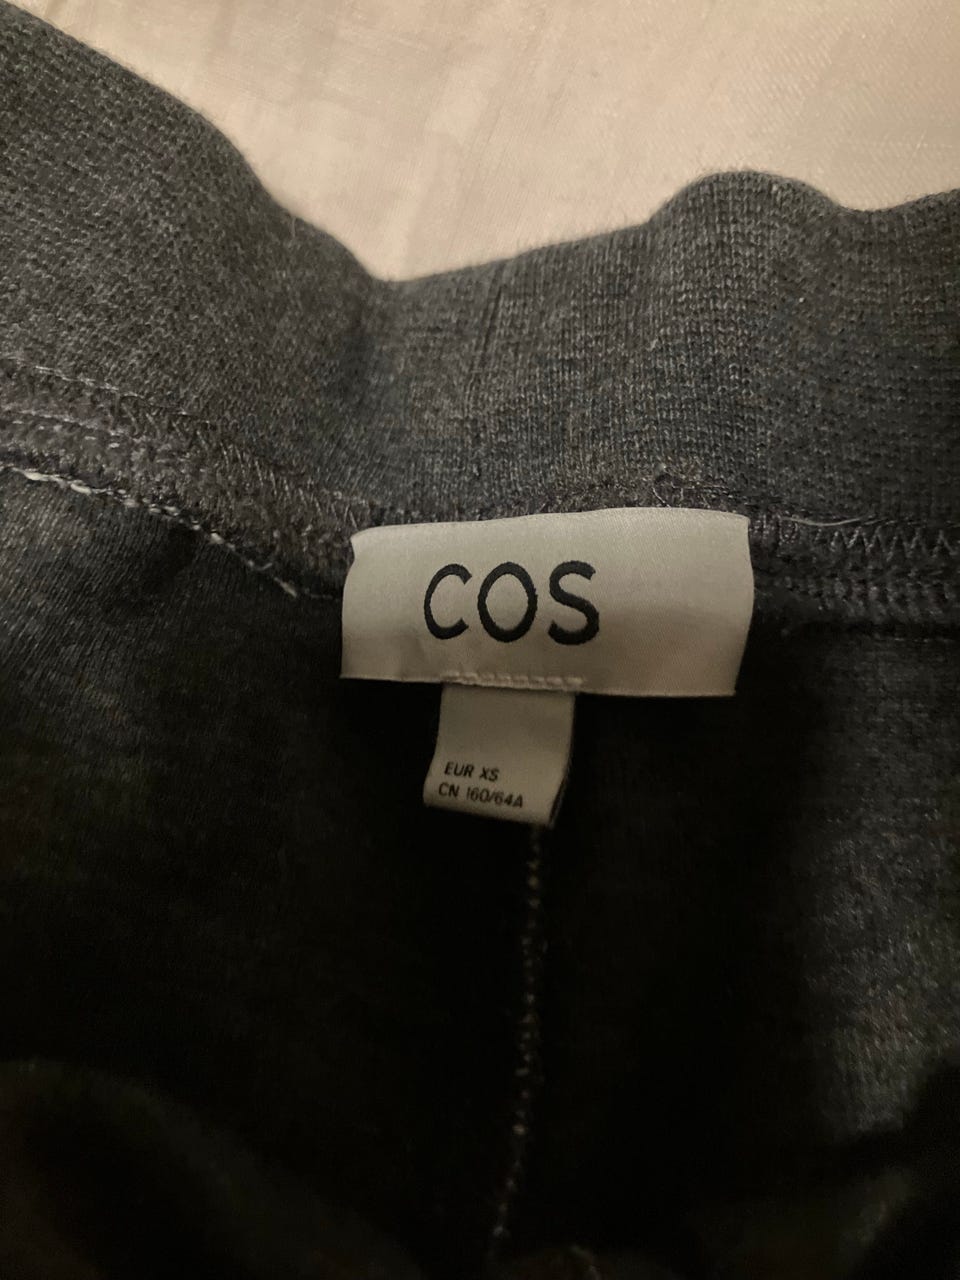 COS
EUR XS
CN 160/64A